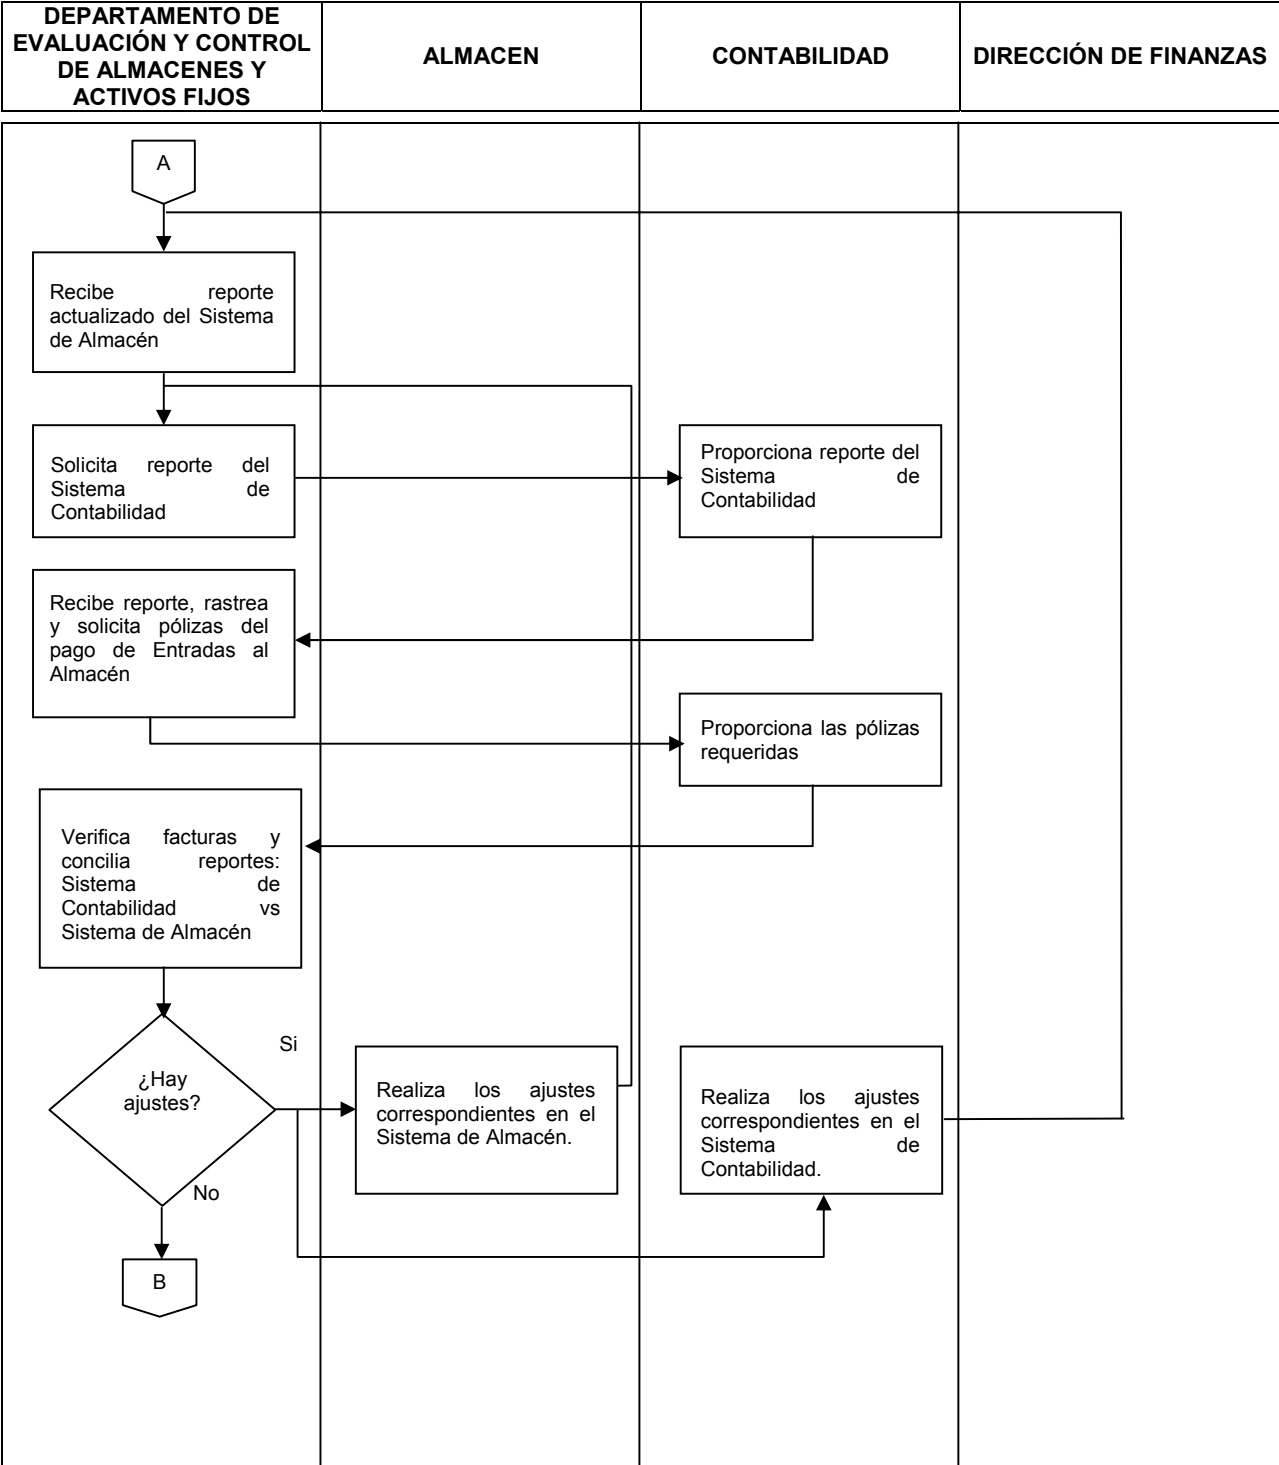 DEPARTAMENTO DE
EVALUACIÓN Y CONTROL
DE ALMACENES Y
ACTIVOS FIJOS
ALMACEN
CONTABILIDAD
DIRECCIÓN DE FINANZAS
A
Recibe reporte
actualizado del Sistema
de Almacén
Solicita reporte del
Sistema de
Contabilidad
Proporciona reporte del
Sistema de
Contabilidad
Recibe reporte, rastrea
y solicita pólizas del
pago de Entradas al
Almacén
Proporciona las pólizas
requeridas
Verifica facturas y
concilia reportes:
Sistema de
Contabilidad vs
Sistema de Almacén
¿Hay
ajustes?
Si
No
Realiza los ajustes
correspondientes en el
Sistema de Almacén.
Realiza los ajustes
correspondientes en el
Sistema de
Contabilidad.
B